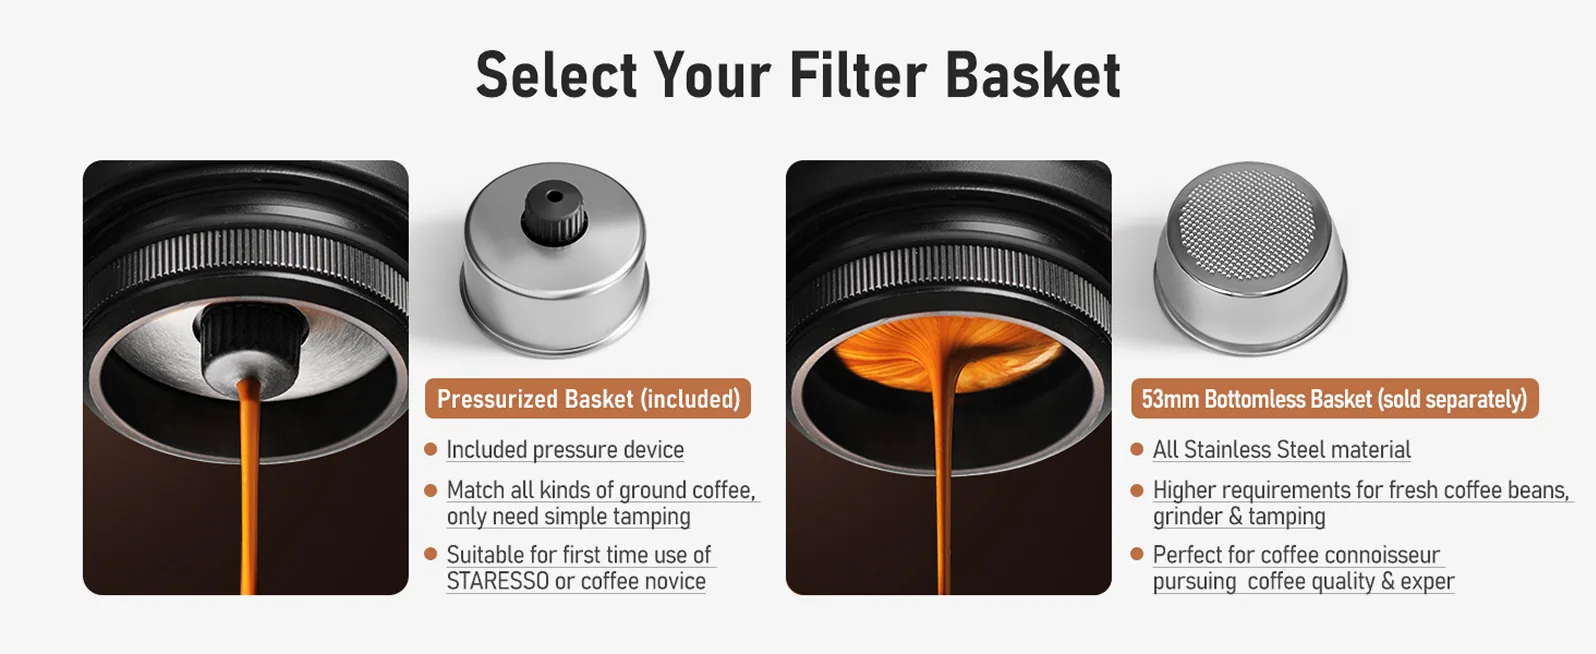 Select Your Filter Basket
Pressurized Basket (included)
Included pressure device
Match all kinds of ground coffee,
only need simple tamping
Suitable for first time use of
STARESSO or coffee novice
53mm Bottomless Basket (sold separately)
All Stainless Steel material
Higher requirements for fresh coffee beans,
grinder & tamping
Perfect for coffee connoisseur
pursuing coffee quality & exper